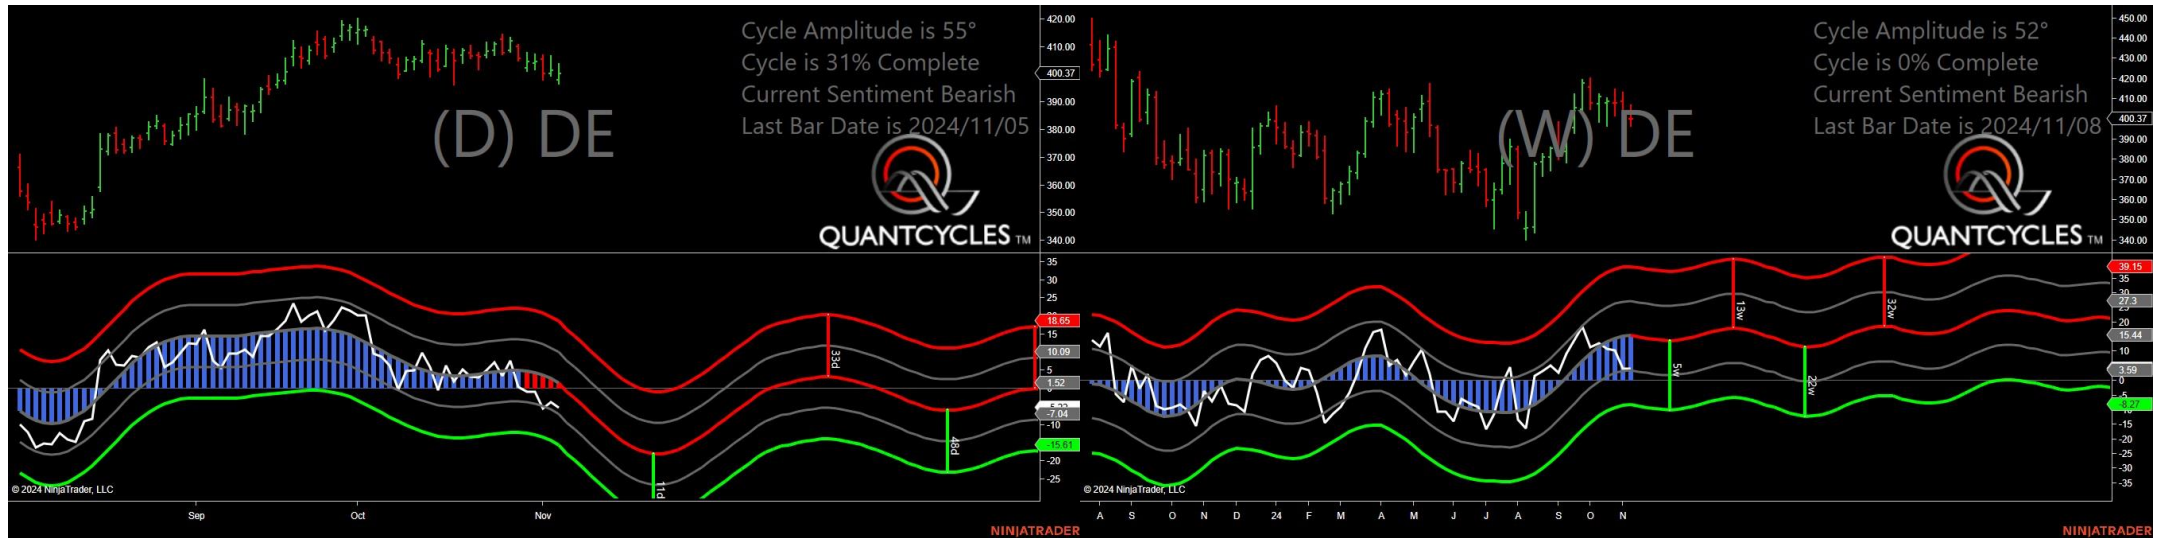 Cycle Amplitude is 55°
Cycle is 31% Complete
Current Sentiment Bearish
Last Bar Date is 2024/11/05
(D) DE
QUANTCYCLES TM
420.00
410.00
400.37
390.00
380.00
370.00
360.00
350.00
340.00
35
30
25
18.65
15
10.09
5
1.52
-7.04
-10
-15.61
-20
-25
33d
48d
11d
© 2024 NinjaTrader, LLC
Sep Oct Nov
NINJATRADER
Cycle Amplitude is 52°
Cycle is 0% Complete
Current Sentiment Bearish
Last Bar Date is 2024/11/08
(W) DE
QUANTCYCLES TM
450.00
440.00
430.00
420.00
410.00
400.37
390.00
380.00
370.00
360.00
350.00
340.00
39.15
35
30
27.3
20
15.44
10
3.59
0
-5
-8.27
-15
-20
-25
-30
-35
13w
32w
5w
22w
© 2024 NinjaTrader, LLC
A S O N D 24 F M A M J J A S O N
NINJATRADER